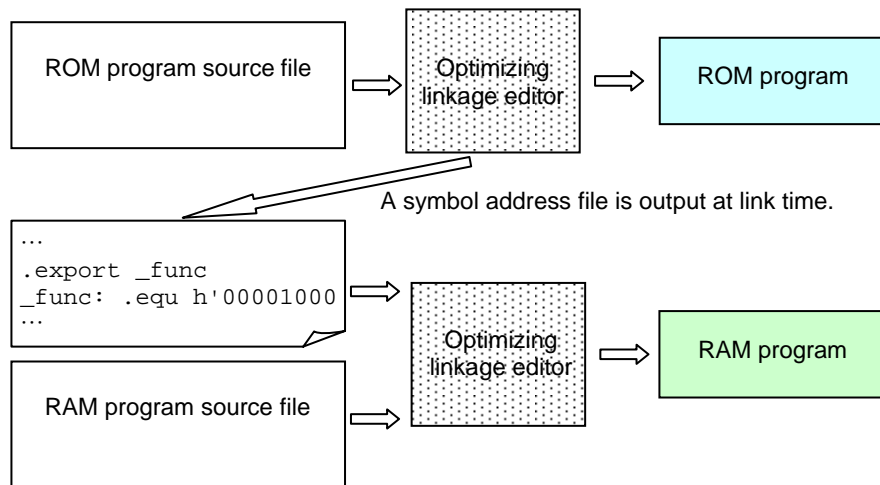 ROM program source file
Optimizing
linkage editor
ROM program
A symbol address file is output at link time.
...
.export _func
_func: .equ h'00001000
...
Optimizing
linkage editor
RAM program
RAM program source file